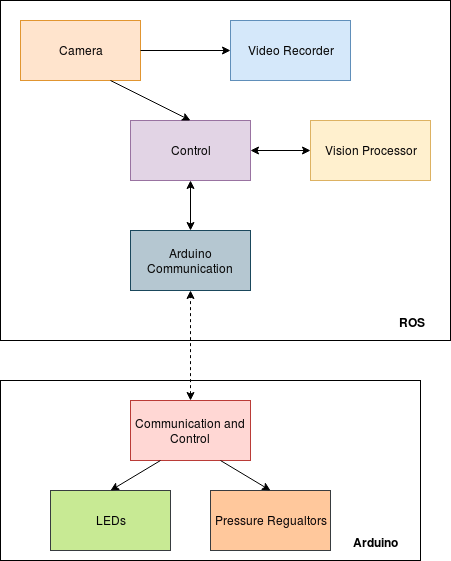 Camera
Video Recorder
Control
Vision Processor
Arduino
Communication
ROS
Communication and
Control
LEDs
Pressure Regualtors
Arduino